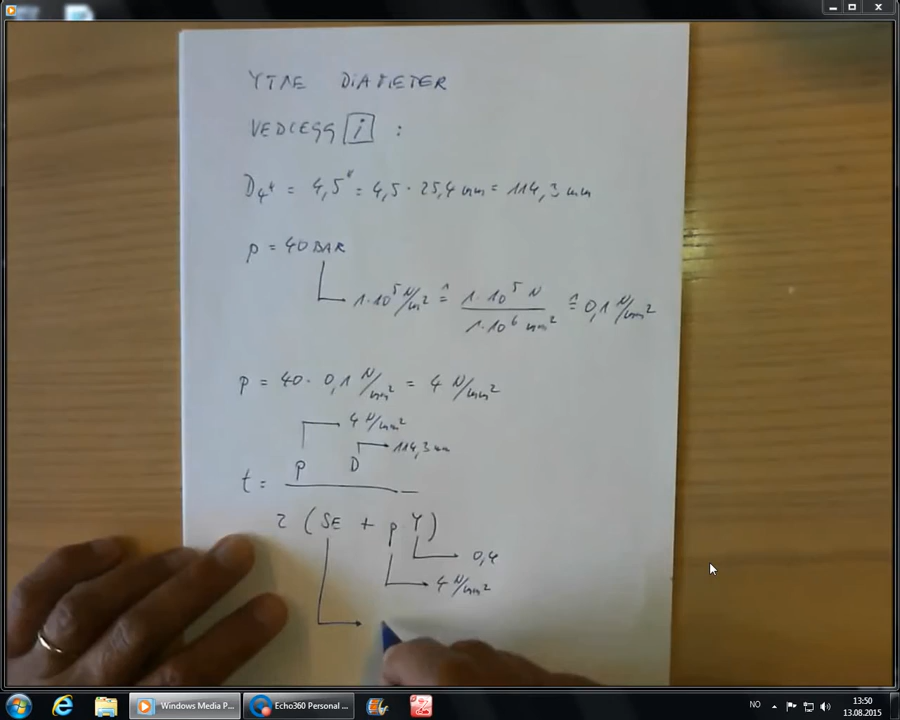 YTRE DIAMETER
VEDLEGG i :
D4" = 4,5" = 4,5 · 25,4 mm = 114,3 mm
p = 40 BAR
1·10⁵ N/m² ≙ 1·10⁵ N / 1·10⁶ mm² ≙ 0,1 N/mm²
p = 40 · 0,1 N/mm² = 4 N/mm²
4 N/mm²
114,3 mm
t = p D / 2 (SE + p Y)
0,4
4 N/mm²
Windows Media P...
Echo360 Personal ...
NO
13:50
13.08.2015